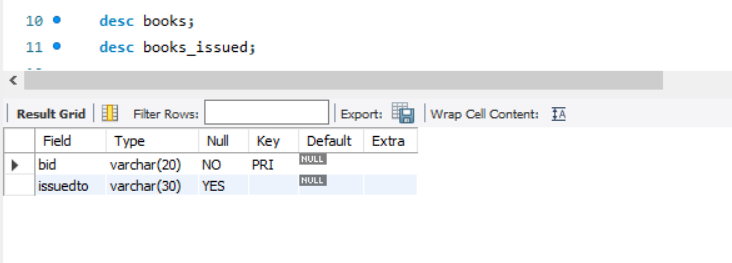 10 desc books;
11 desc books_issued;
Result Grid Filter Rows: Export: Wrap Cell Content: IA
Field Type Null Key Default Extra
bid varchar(20) NO PRI NULL
issuedto varchar(30) YES NULL